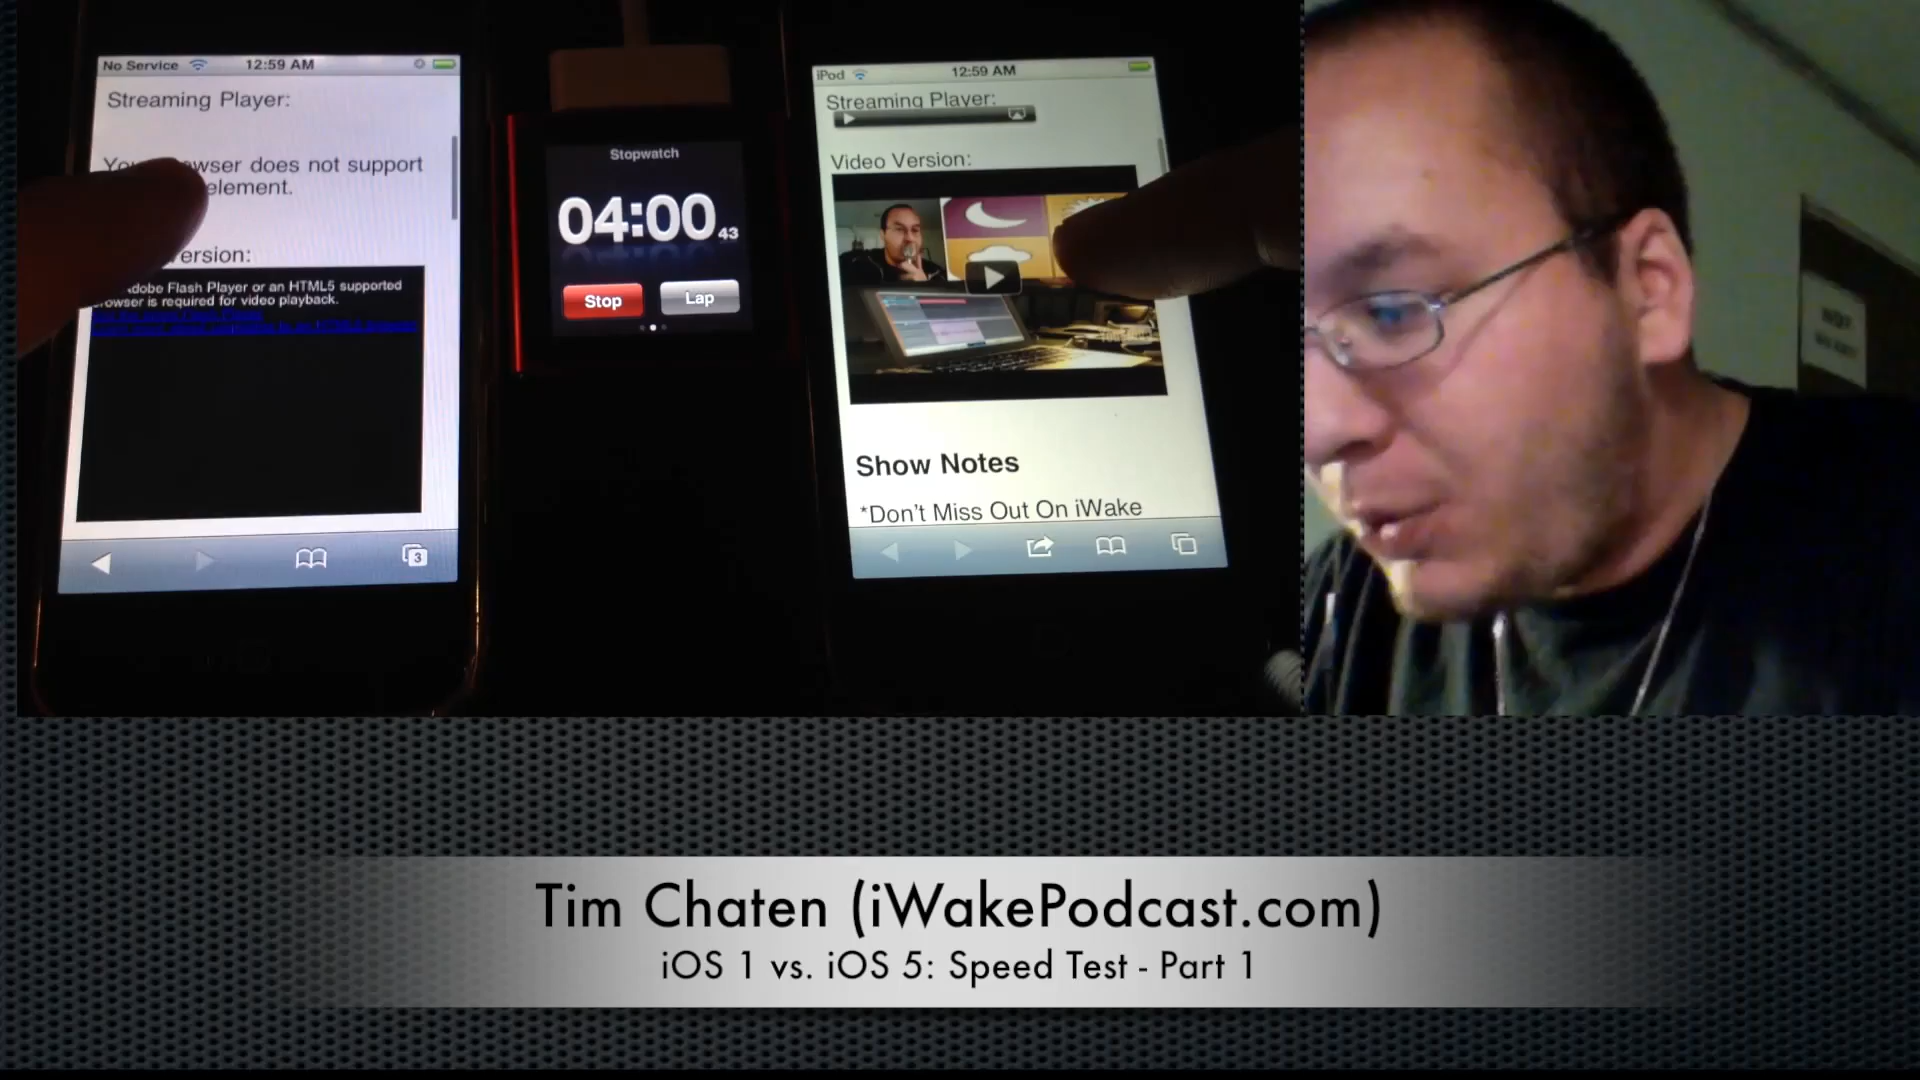 No Service 12:59 AM
Streaming Player:
does not support
element.
ersion:
dobe Flash Player or an HTML5 supported
owser is required for video playback.
3
Stopwatch
04:00 43
Stop Lap
iPod 12:59 AM
Streaming Player:
Video Version:
Show Notes
*Don't Miss Out On iWake
Tim Chaten (iWakePodcast.com)
iOS 1 vs. iOS 5: Speed Test - Part 1